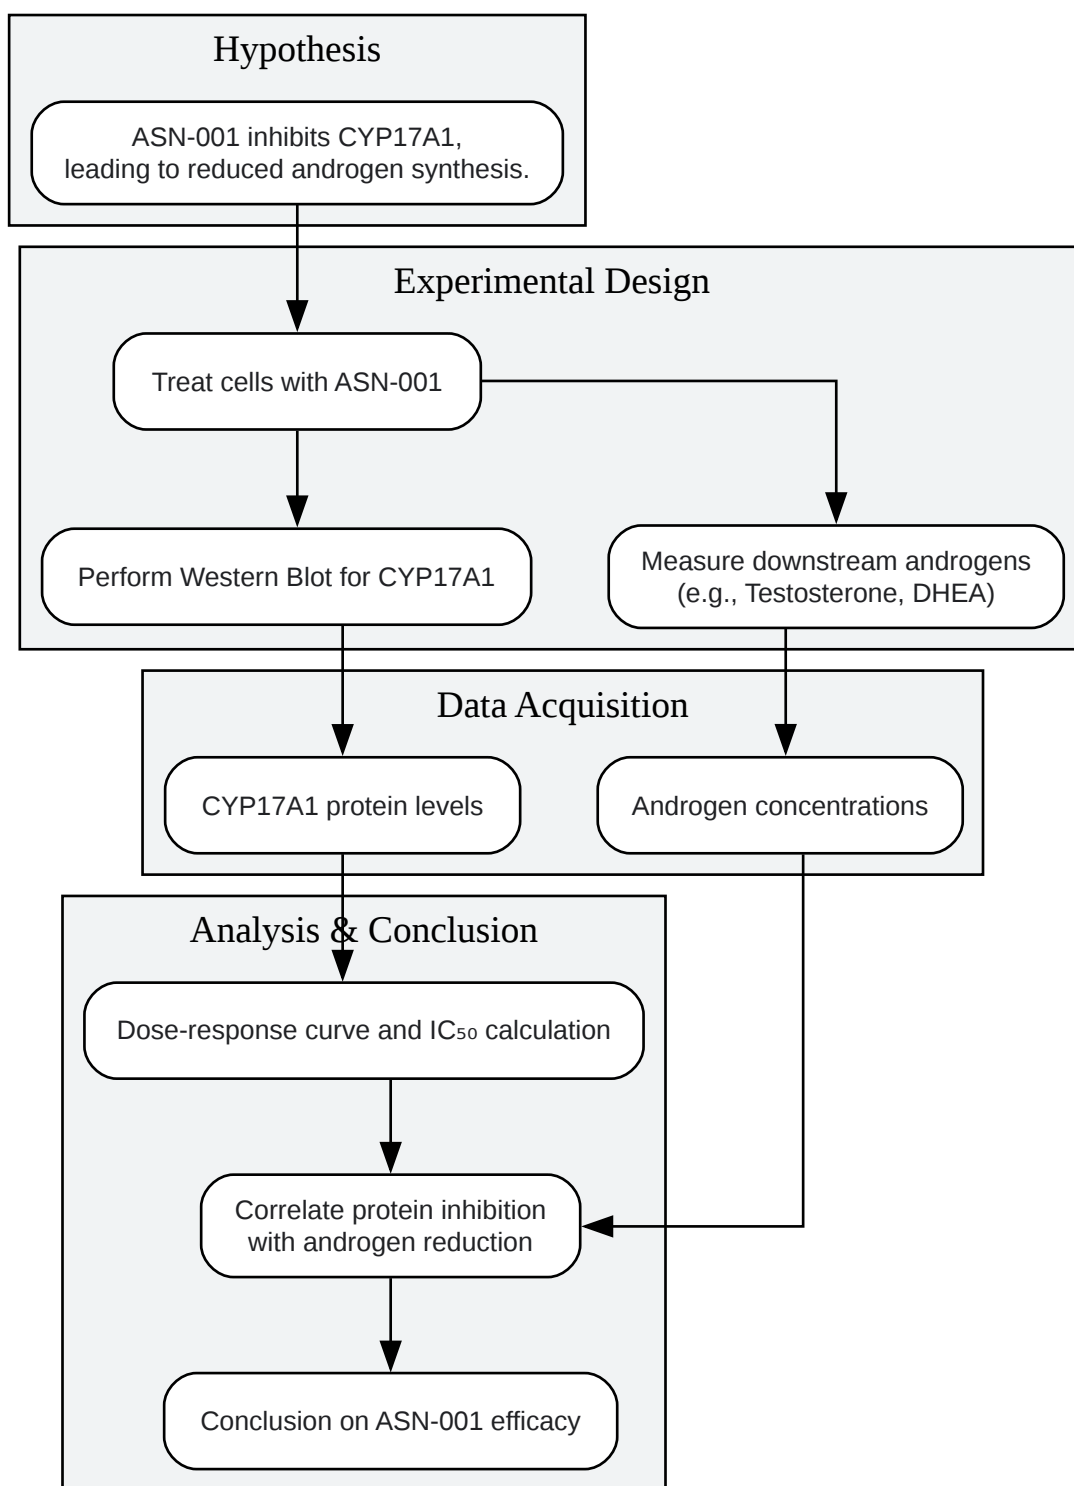 Hypothesis
ASN-001 inhibits CYP17A1,
leading to reduced androgen synthesis.
Experimental Design
Treat cells with ASN-001
Perform Western Blot for CYP17A1
Measure downstream androgens
(e.g., Testosterone, DHEA)
Data Acquisition
CYP17A1 protein levels
Androgen concentrations
Analysis & Conclusion
Dose-response curve and IC₅₀ calculation
Correlate protein inhibition
with androgen reduction
Conclusion on ASN-001 efficacy